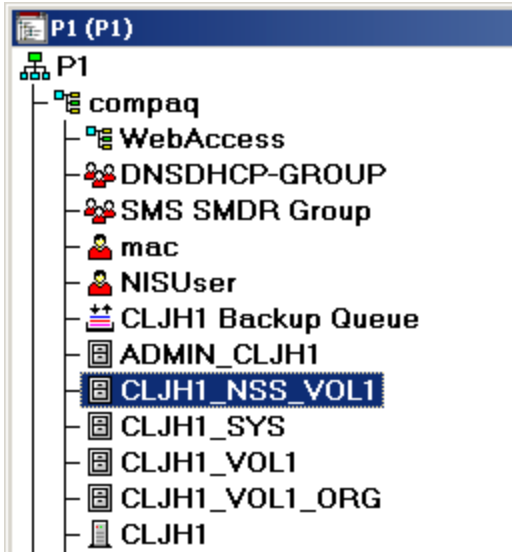 P1 (P1)
P1
compaq
WebAccess
DNSDHCP-GROUP
SMS SMDR Group
mac
NISUser
CLJH1 Backup Queue
ADMIN_CLJH1
CLJH1_NSS_VOL1
CLJH1_SYS
CLJH1_VOL1
CLJH1_VOL1_ORG
CLJH1